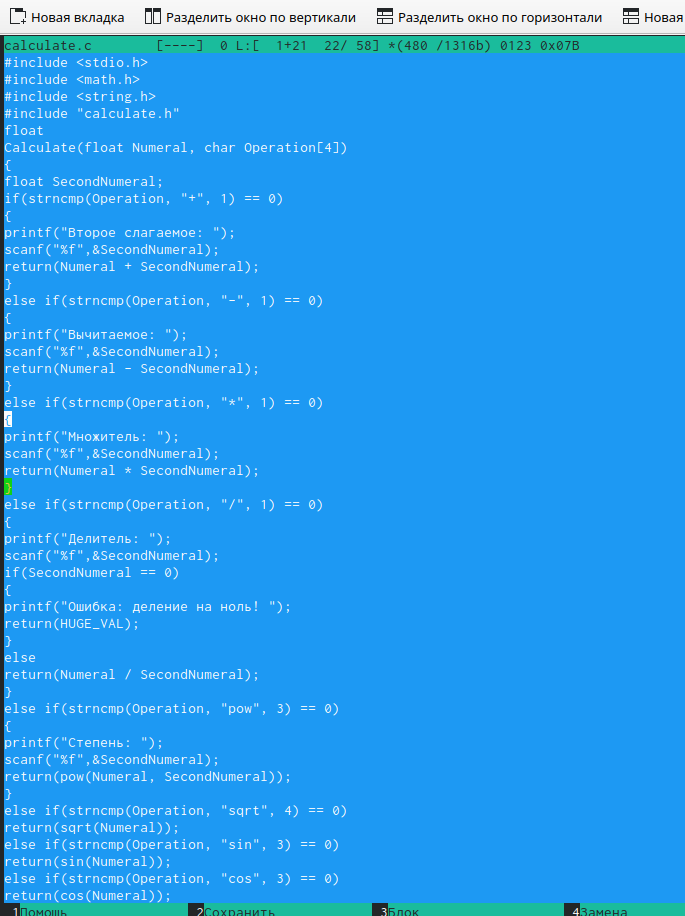 Новая вкладка Разделить окно по вертикали Разделить окно по горизонтали Новая
calculate.c [----] 0 L:[ 1+21 22/ 58] *(480 /1316b) 0123 0x07B
#include <stdio.h>
#include <math.h>
#include <string.h>
#include "calculate.h"
float
Calculate(float Numeral, char Operation[4])
{
float SecondNumeral;
if(strncmp(Operation, "+", 1) == 0)
{
printf("Второе слагаемое: ");
scanf("%f",&SecondNumeral);
return(Numeral + SecondNumeral);
}
else if(strncmp(Operation, "-", 1) == 0)
{
printf("Вычитаемое: ");
scanf("%f",&SecondNumeral);
return(Numeral - SecondNumeral);
}
else if(strncmp(Operation, "*", 1) == 0)
{
printf("Множитель: ");
scanf("%f",&SecondNumeral);
return(Numeral * SecondNumeral);
}
else if(strncmp(Operation, "/", 1) == 0)
{
printf("Делитель: ");
scanf("%f",&SecondNumeral);
if(SecondNumeral == 0)
{
printf("Ошибка: деление на ноль! ");
return(HUGE_VAL);
}
else
return(Numeral / SecondNumeral);
}
else if(strncmp(Operation, "pow", 3) == 0)
{
printf("Степень: ");
scanf("%f",&SecondNumeral);
return(pow(Numeral, SecondNumeral));
}
else if(strncmp(Operation, "sqrt", 4) == 0)
return(sqrt(Numeral));
else if(strncmp(Operation, "sin", 3) == 0)
return(sin(Numeral));
else if(strncmp(Operation, "cos", 3) == 0)
return(cos(Numeral));
1Помощь 2Сохранить 3Блок 4Замена